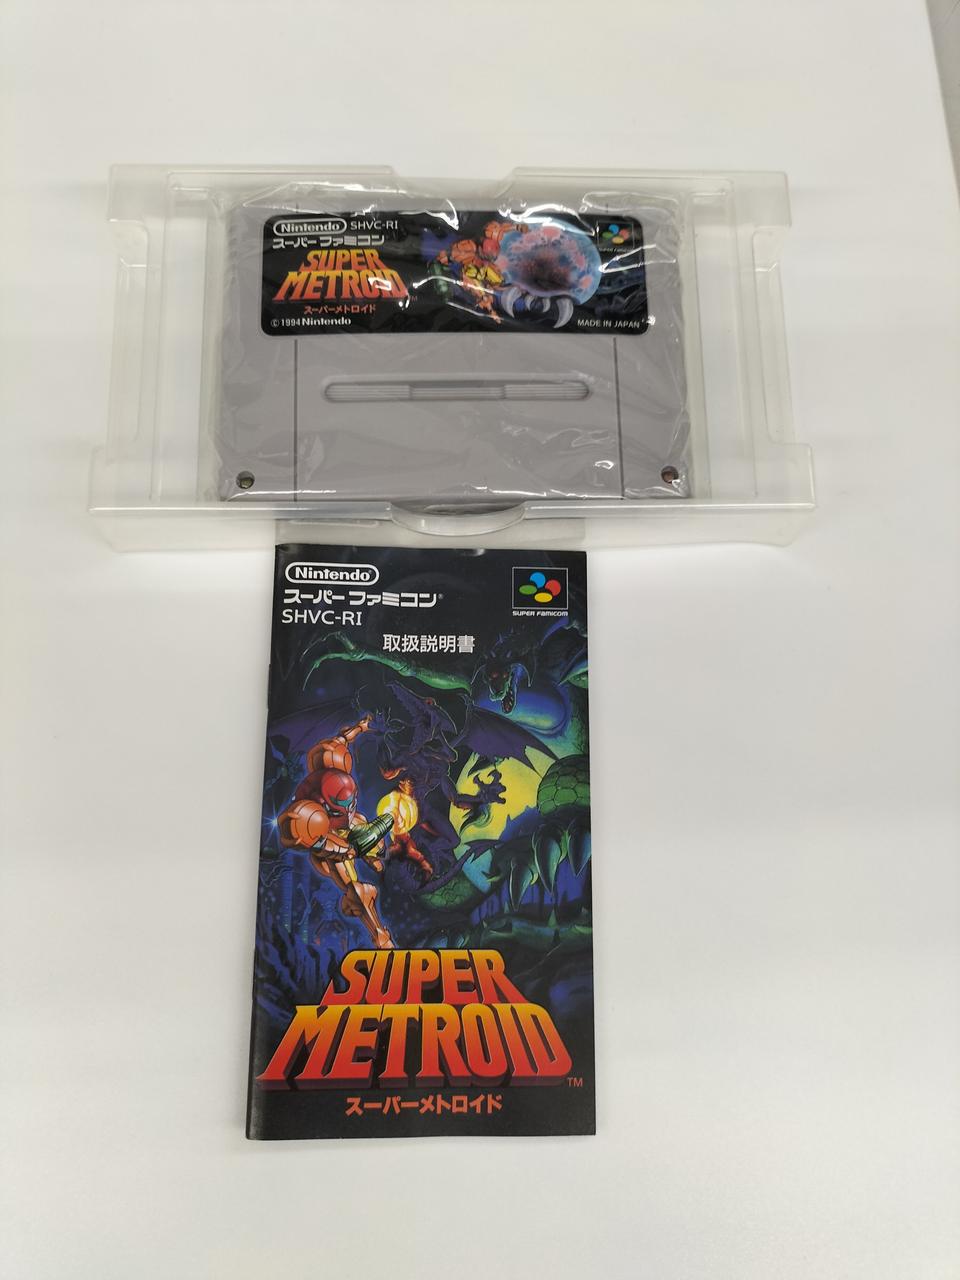 Nintendo SHVC-RI
スーパーファミコン
SUPER FAMICOM
SUPER
METROID
TM
スーパーメトロイド
©1994 Nintendo
MADE IN JAPAN
Nintendo
スーパーファミコン®
SHVC-RI
SUPER FAMICOM
取扱説明書
SUPER
METROID
TM
スーパーメトロイド